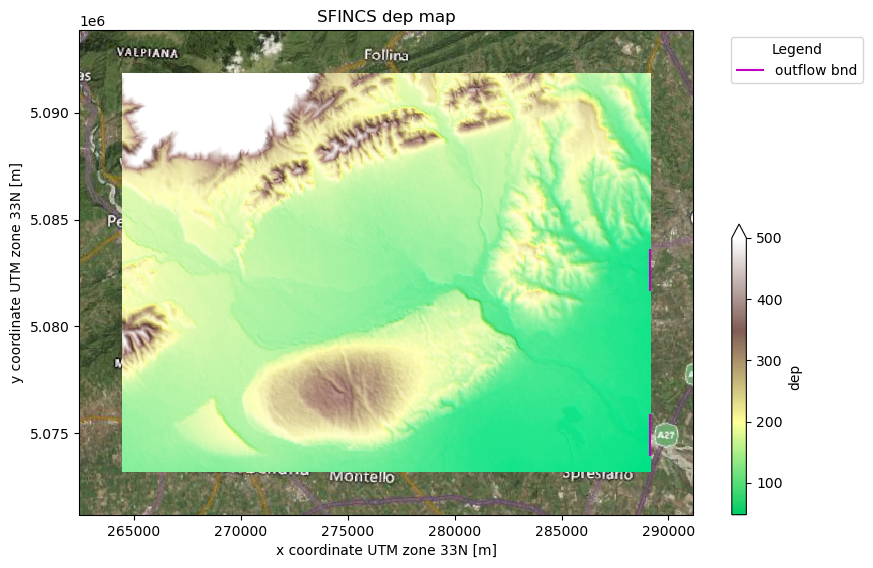 SFINCS dep map
1e6
VALPIANA
Follina
as
Pe
M
Montello
Spresiano
A27
5.090
5.085
5.080
5.075
y coordinate UTM zone 33N [m]
265000 270000 275000 280000 285000 290000
x coordinate UTM zone 33N [m]
Legend
outflow bnd
500
400
300
200
100
dep